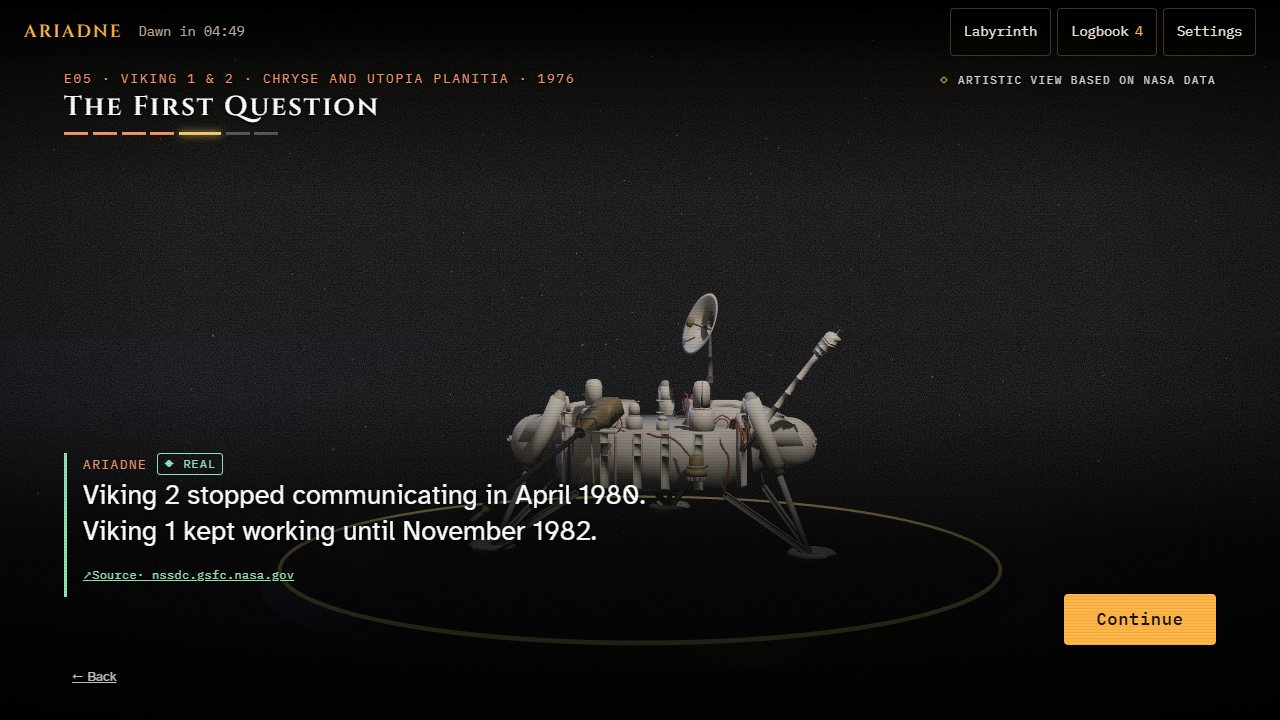 ARIADNE Dawn in 04:49 Labyrinth Logbook 4 Settings
E05 · VIKING 1 & 2 · CHRYSE AND UTOPIA PLANITIA · 1976
◇ ARTISTIC VIEW BASED ON NASA DATA
The First Question
ARIADNE ◆ REAL
Viking 2 stopped communicating in April 1980.
Viking 1 kept working until November 1982.
↗Source· nssdc.gsfc.nasa.gov
Continue
← Back